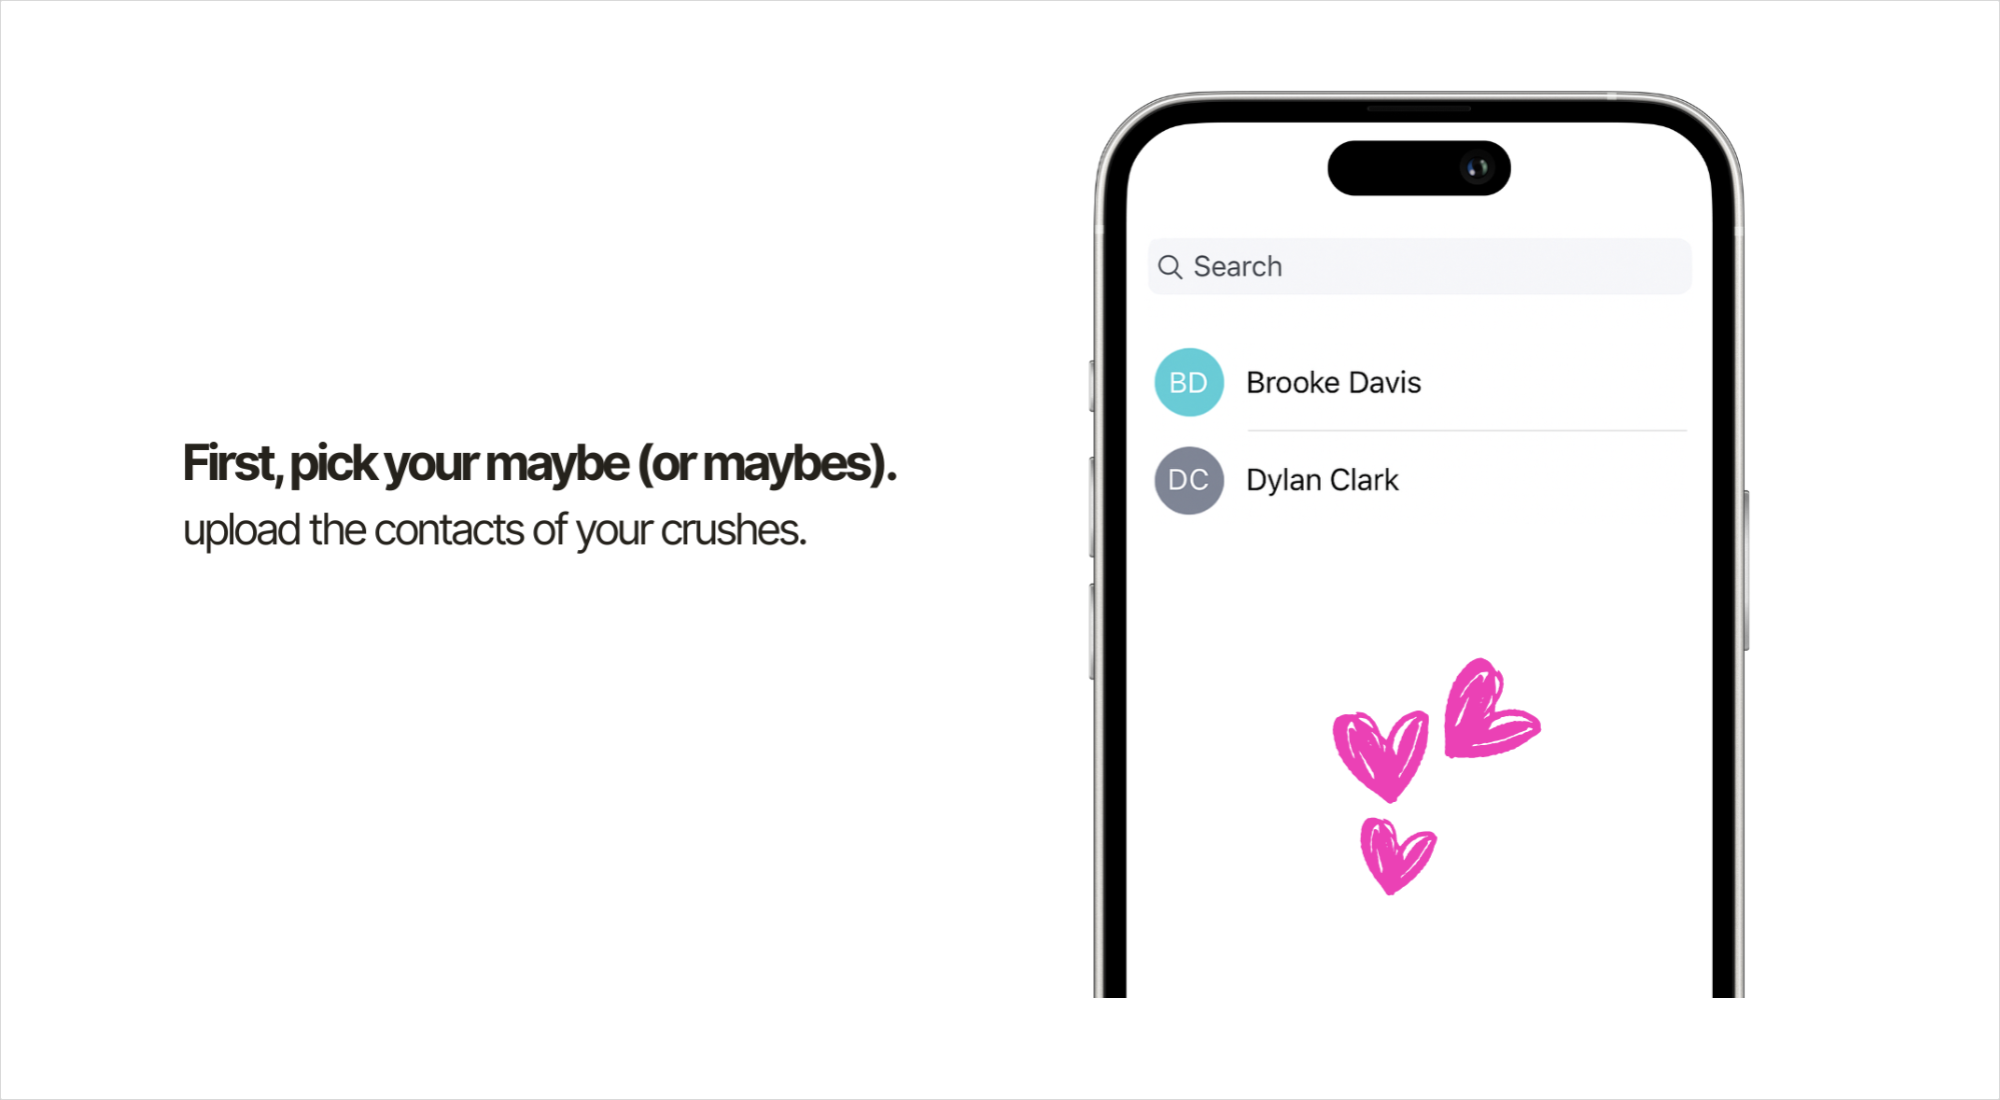 First, pick your maybe (or maybes).
upload the contacts of your crushes.
Search
BD Brooke Davis
DC Dylan Clark